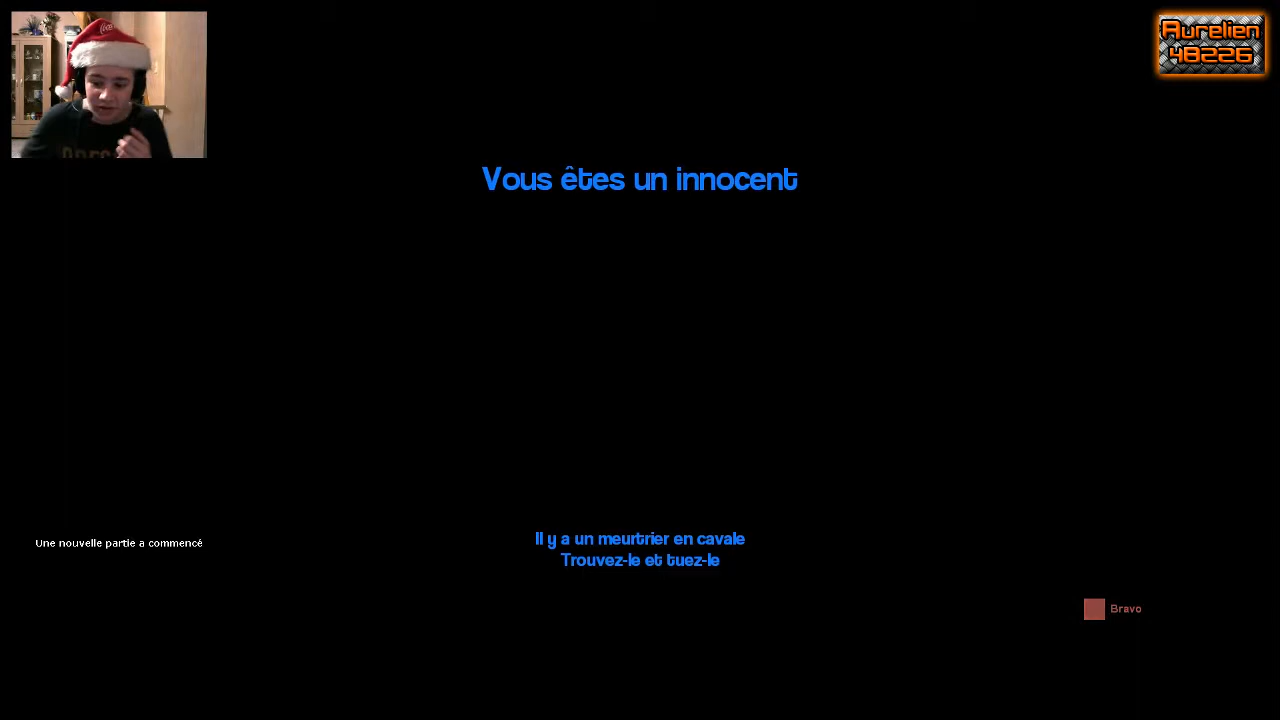 Aurelien
48226
Vous êtes un innocent
Il y a un meurtrier en cavale
Trouvez-le et tuez-le
Une nouvelle partie a commencé
Bravo